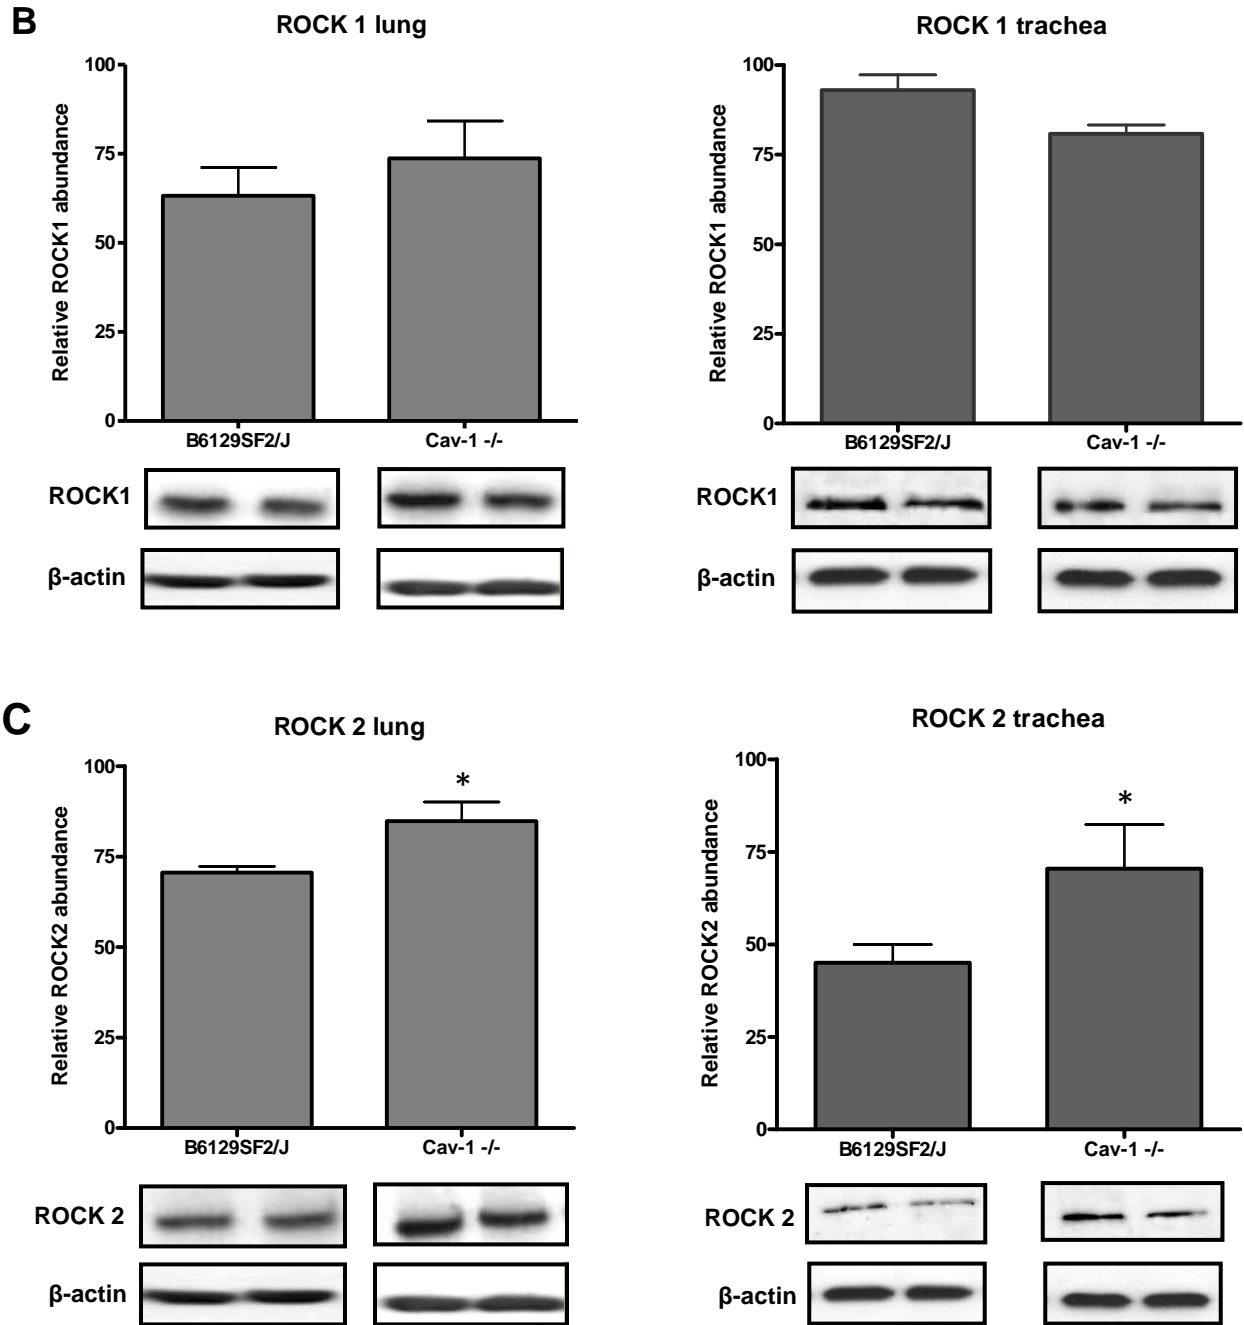 B
ROCK 1 lung
Relative ROCK1 abundance
100
75
50
25
0
B6129SF2/J
Cav-1 -/-
ROCK1
β-actin
ROCK 1 trachea
Relative ROCK1 abundance
100
75
50
25
0
B6129SF2/J
Cav-1 -/-
ROCK1
β-actin
C
ROCK 2 lung
Relative ROCK2 abundance
100
75
50
25
0
*
B6129SF2/J
Cav-1 -/-
ROCK 2
β-actin
ROCK 2 trachea
Relative ROCK2 abundance
100
75
50
25
0
*
B6129SF2/J
Cav-1 -/-
ROCK 2
β-actin